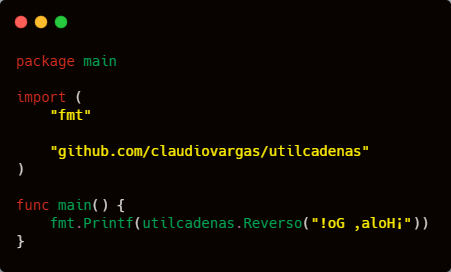 package main
import (
    "fmt"
    "github.com/claudiovargas/utilcadenas"
)
func main() {
    fmt.Printf(utilcadenas.Reverso("!oG ,aloH¡"))
}